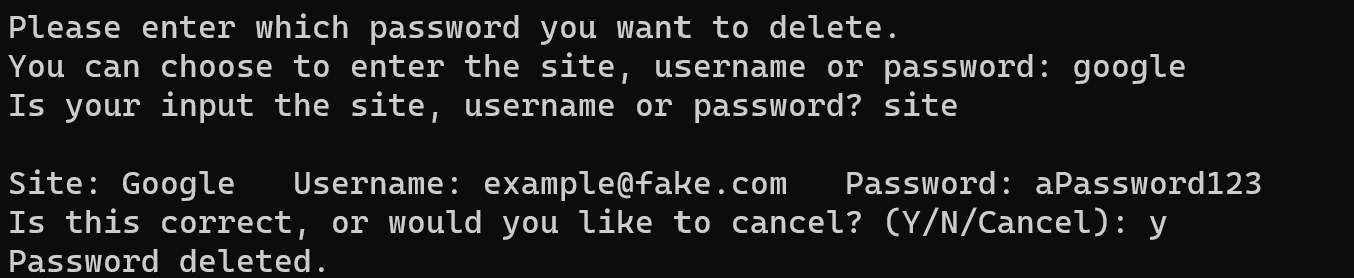 Please enter which password you want to delete.
You can choose to enter the site, username or password: google
Is your input the site, username or password? site
Site: Google   Username: example@fake.com   Password: aPassword123
Is this correct, or would you like to cancel? (Y/N/Cancel): y
Password deleted.